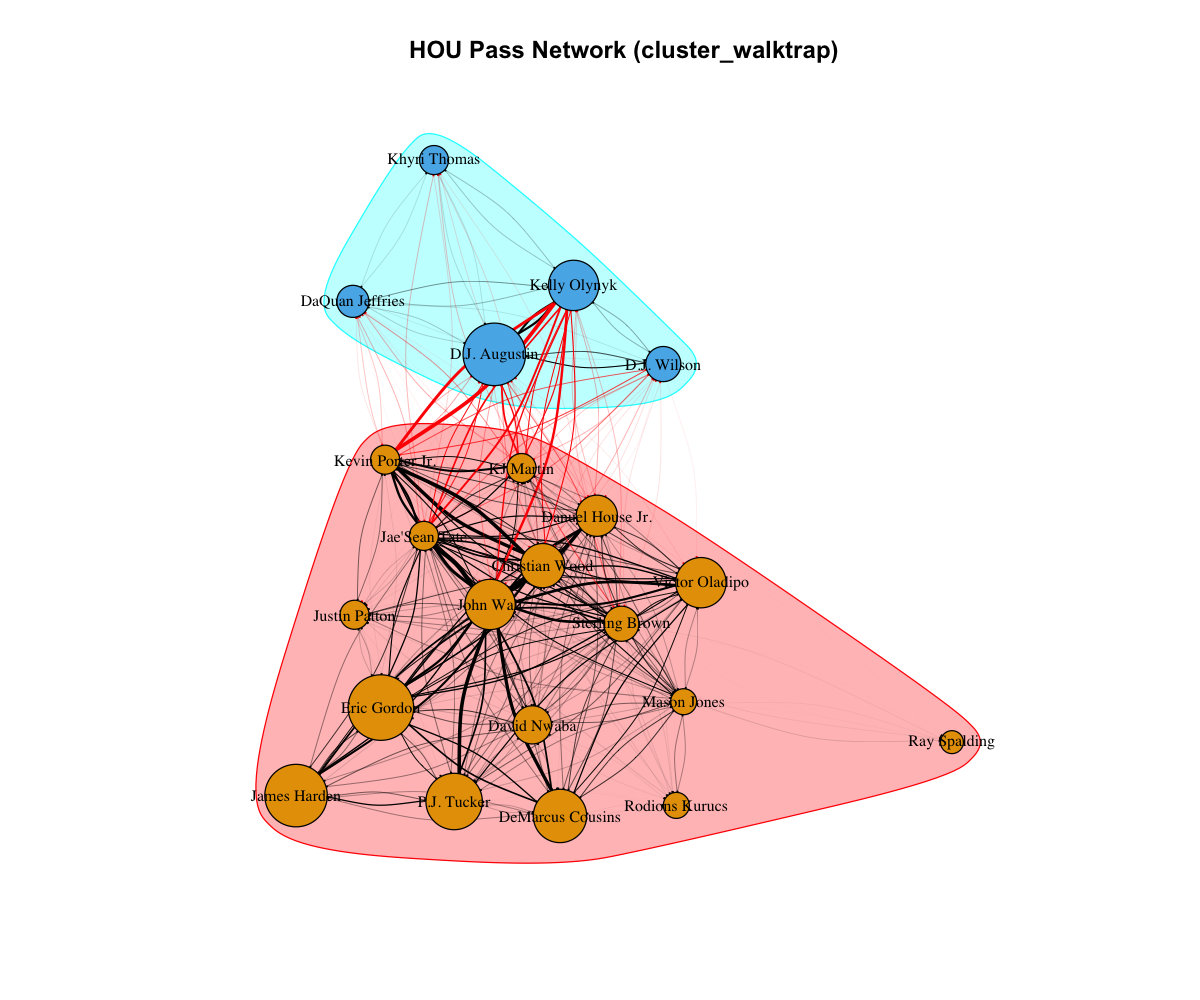 HOU Pass Network (cluster_walktrap)
Khyri Thomas
Kelly Olynyk
DaQuan Jeffries
D.J. Augustin
D.J. Wilson
Kevin Porter Jr.
KJ Martin
Danuel House Jr.
Jae'Sean Tate
Christian Wood
Victor Oladipo
John Wall
Justin Patton
Sterling Brown
Mason Jones
Eric Gordon
David Nwaba
Ray Spalding
James Harden
P.J. Tucker
Rodions Kurucs
DeMarcus Cousins